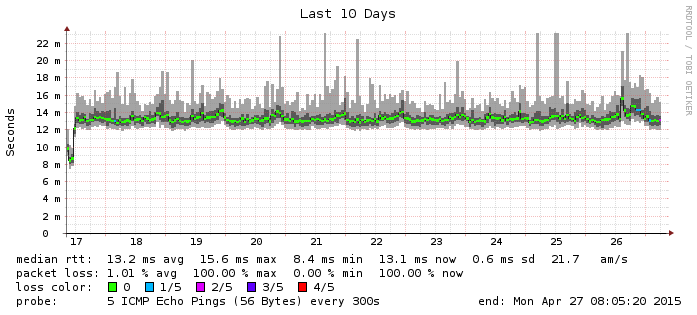 Last 10 Days
RRDTOOL / TOBI OETIKER
Seconds
22 m
20 m
18 m
16 m
14 m
12 m
10 m
8 m
6 m
4 m
2 m
0
17 18 19 20 21 22 23 24 25 26
median rtt: 13.2 ms avg 15.6 ms max 8.4 ms min 13.1 ms now 0.6 ms sd 21.7 am/s
packet loss: 1.01 % avg 100.00 % max 0.00 % min 100.00 % now
loss color: 0 1/5 2/5 3/5 4/5
probe: 5 ICMP Echo Pings (56 Bytes) every 300s end: Mon Apr 27 08:05:20 2015